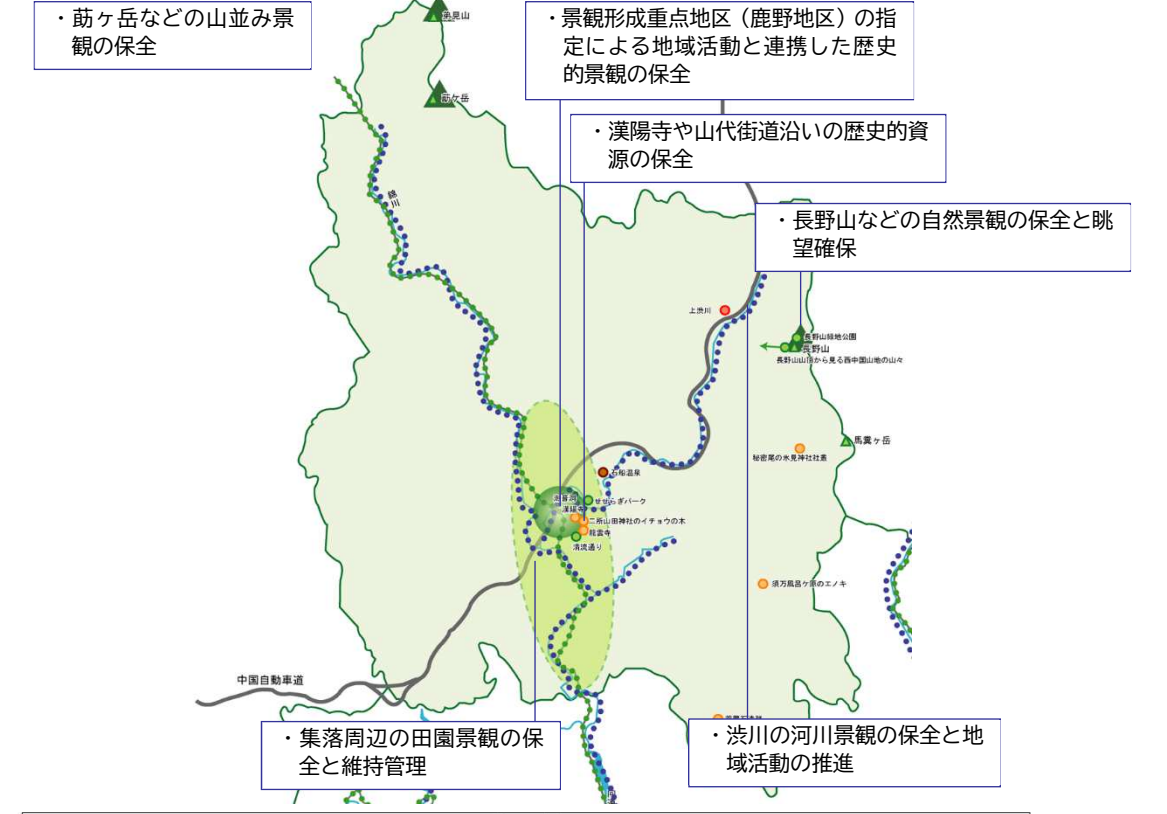 ・莇ヶ岳などの山並み景
観の保全
・景観形成重点地区（鹿野地区）の指
定による地域活動と連携した歴史
的景観の保全
・漢陽寺や山代街道沿いの歴史的資
源の保全
・長野山などの自然景観の保全と眺
望確保
莇ケ岳
錦川
上渋川
長野山緑地公園
長野山
長野山山頂から見る西中国山地の山々
馬糞ヶ岳
秘密尾の氷見神社社叢
石船温泉
せせらぎパーク
漢陽寺
二所山田神社のイチョウの木
龍雲寺
清流通り
須万風呂ケ原のエノキ
中国自動車道
・集落周辺の田園景観の保
全と維持管理
・渋川の河川景観の保全と地
域活動の推進